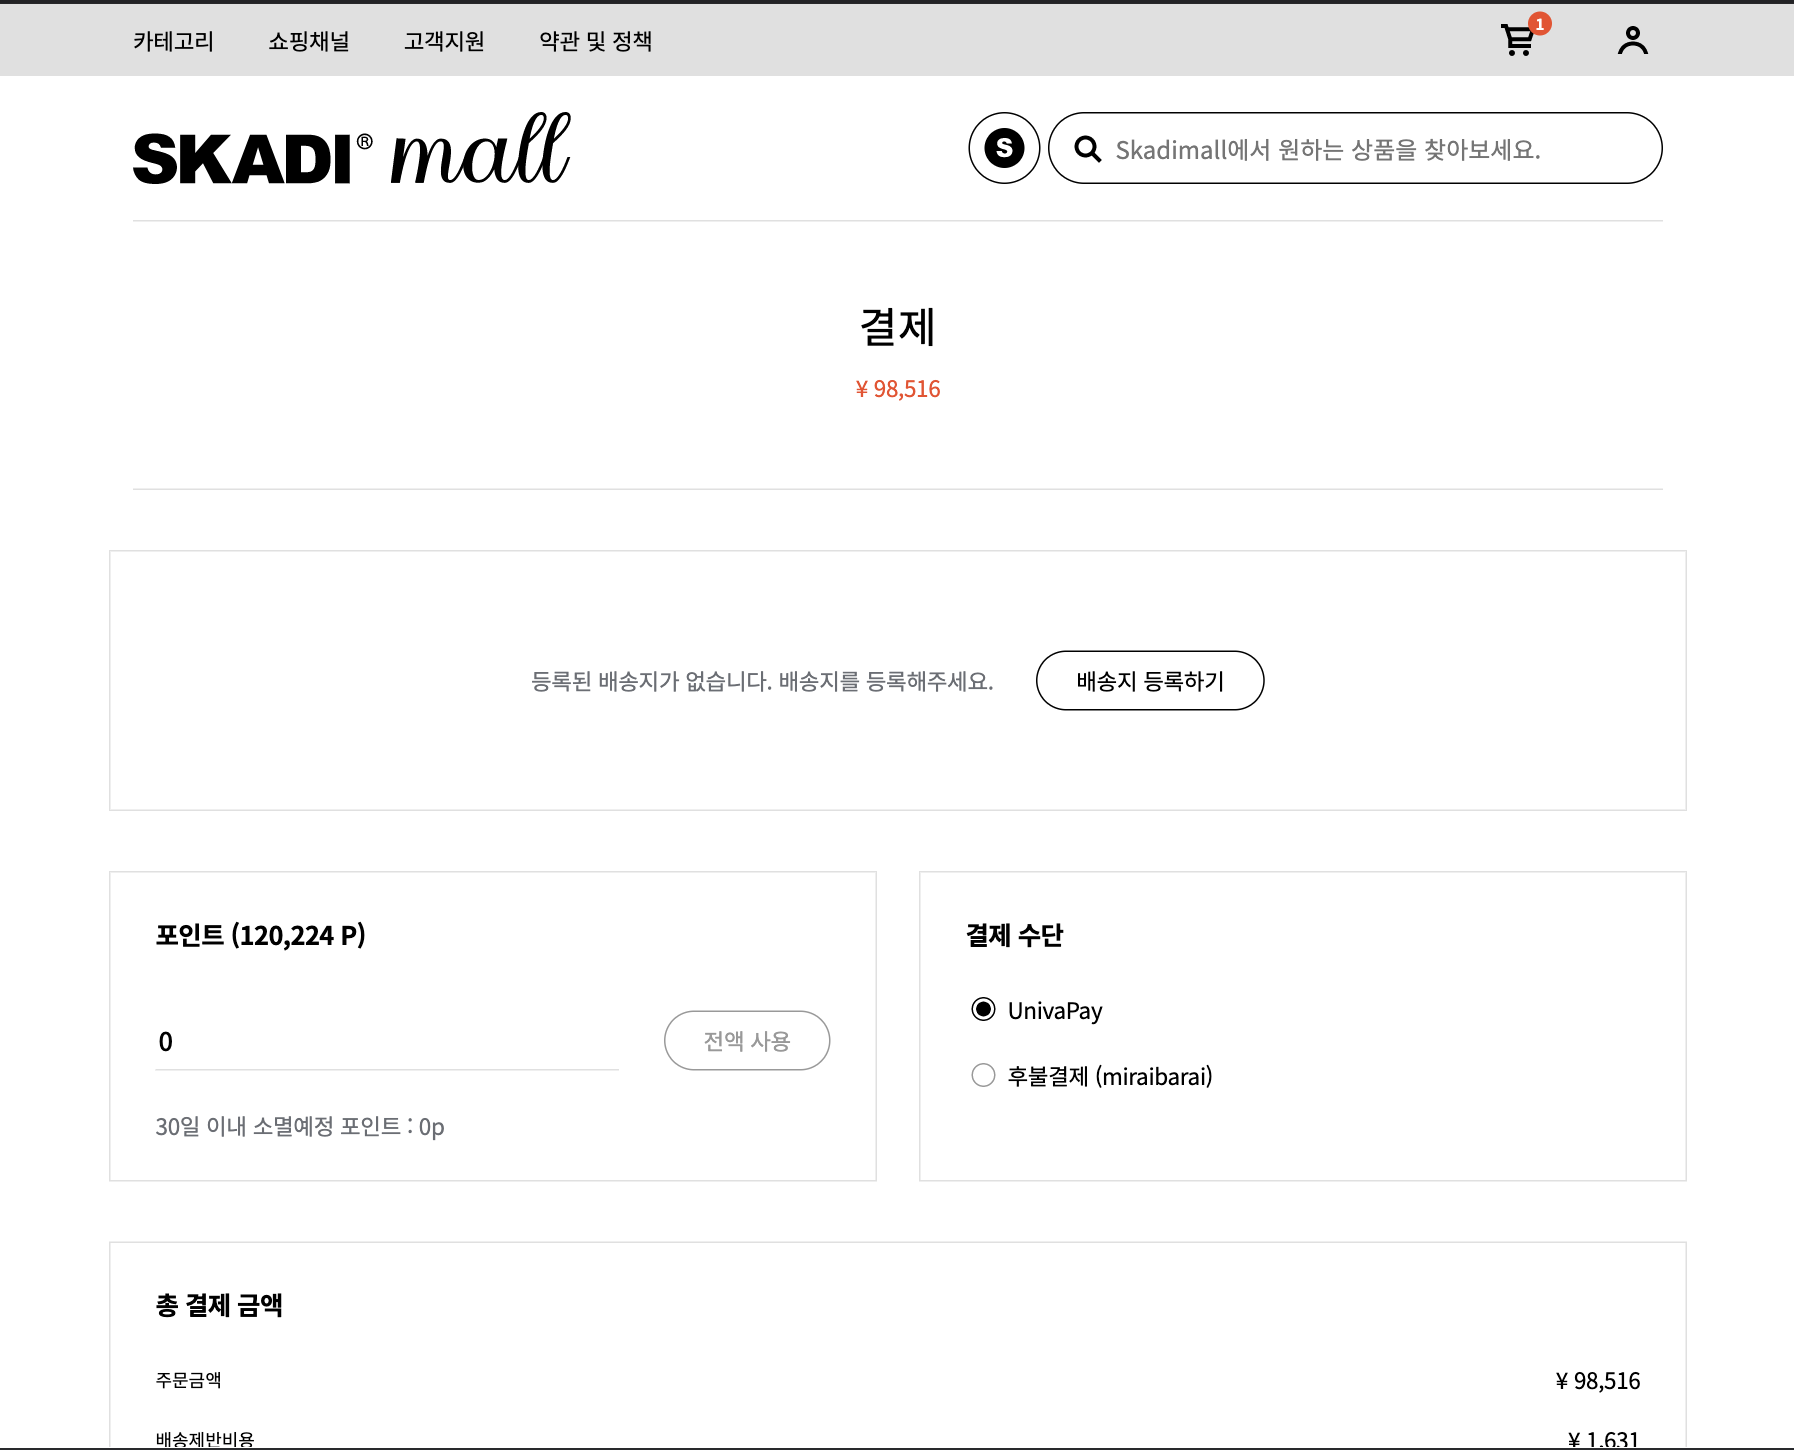 카테고리 쇼핑채널 고객지원 약관 및 정책 1
SKADI® mall
S Skadimall에서 원하는 상품을 찾아보세요.
결제
¥ 98,516
등록된 배송지가 없습니다. 배송지를 등록해주세요. 배송지 등록하기
포인트 (120,224 P)
0 전액 사용
30일 이내 소멸예정 포인트 : 0p
결제 수단
UnivaPay
후불결제 (miraibarai)
총 결제 금액
주문금액 ¥ 98,516
배송제반비용 ¥ 1,631